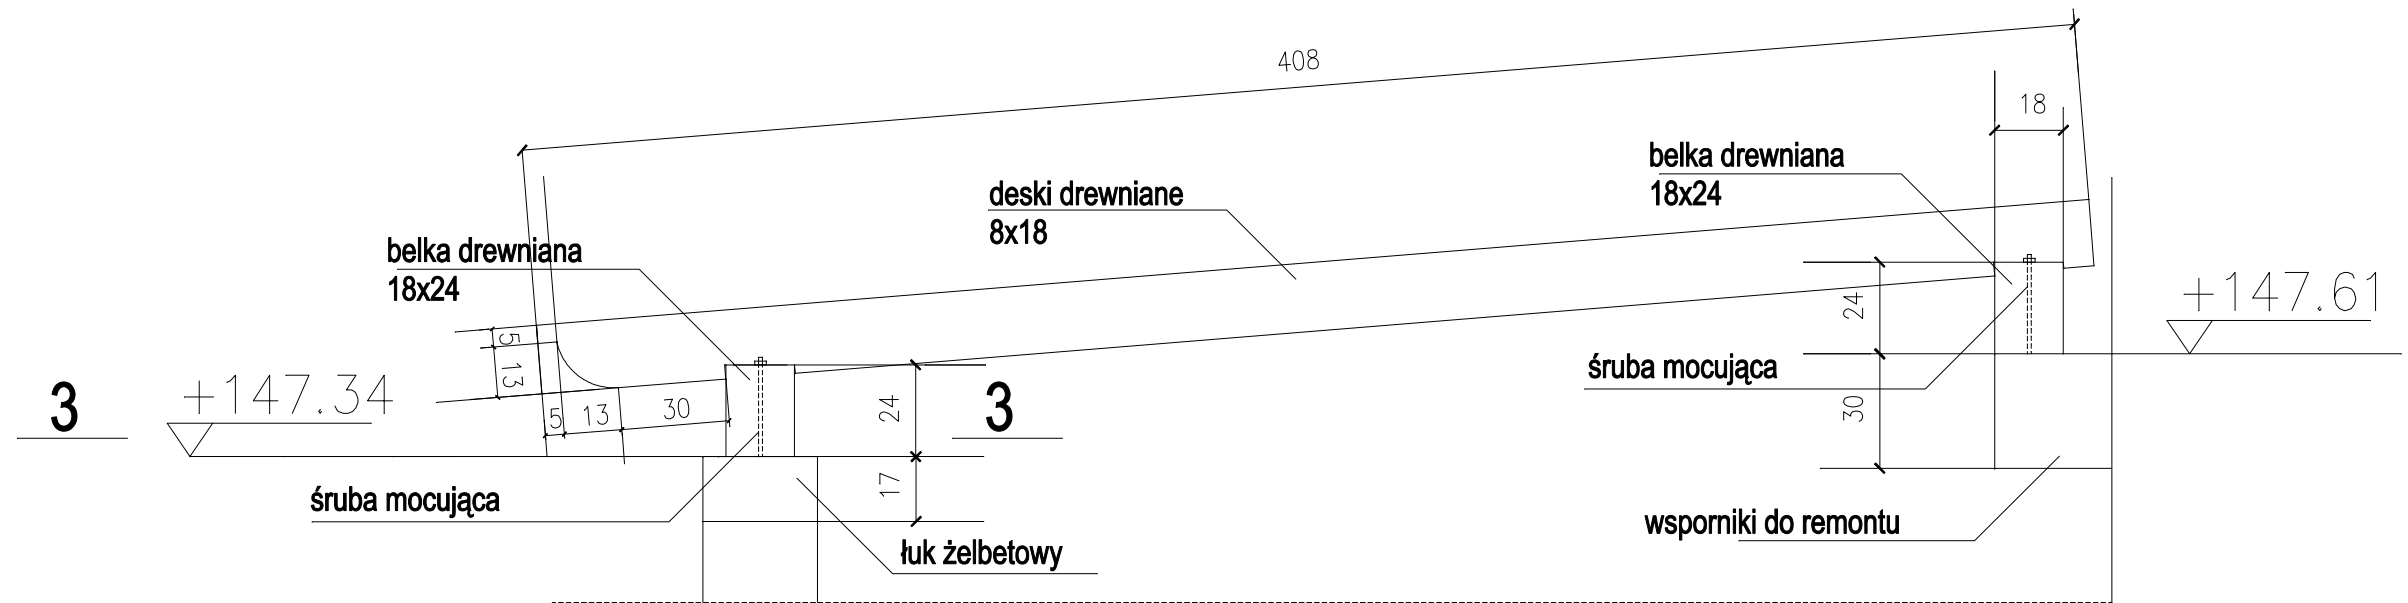 408
18
belka drewniana
18x24
deski drewniane
8x18
belka drewniana
18x24
24
+147.61
5
13
śruba mocująca
3
+147.34
5
13
30
24
3
30
śruba mocująca
17
wsporniki do remontu
łuk żelbetowy